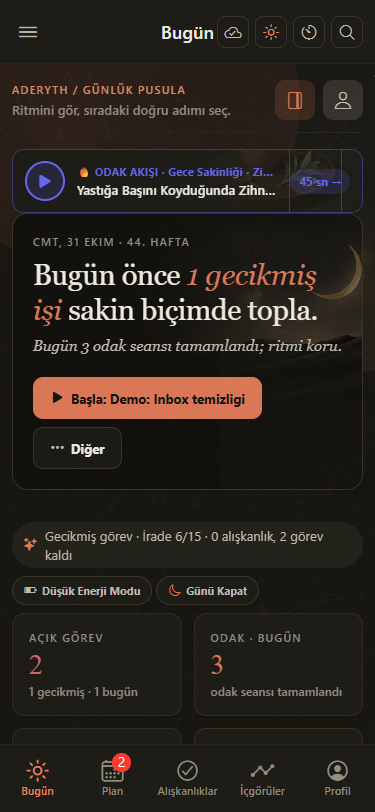 Bugün
ADERYTH / GÜNLÜK PUSULA
Ritmini gör, sıradaki doğru adımı seç.
ODAK AKIŞI · Gece Sakinliği · Zi...
Yastığa Başını Koyduğunda Zihn...
45 sn →
CMT, 31 EKIM · 44. HAFTA
Bugün önce 1 gecikmiş
işi sakin biçimde topla.
Bugün 3 odak seansı tamamlandı; ritmi koru.
Başla: Demo: Inbox temizligi
Diğer
Gecikmiş görev · İrade 6/15 · 0 alışkanlık, 2 görev
kaldı
Düşük Enerji Modu
Günü Kapat
AÇIK GÖREV
2
1 gecikmiş · 1 bugün
ODAK · BUGÜN
3
odak seansı tamamlandı
2
Bugün
Plan
Alışkanlıklar
İçgörüler
Profil